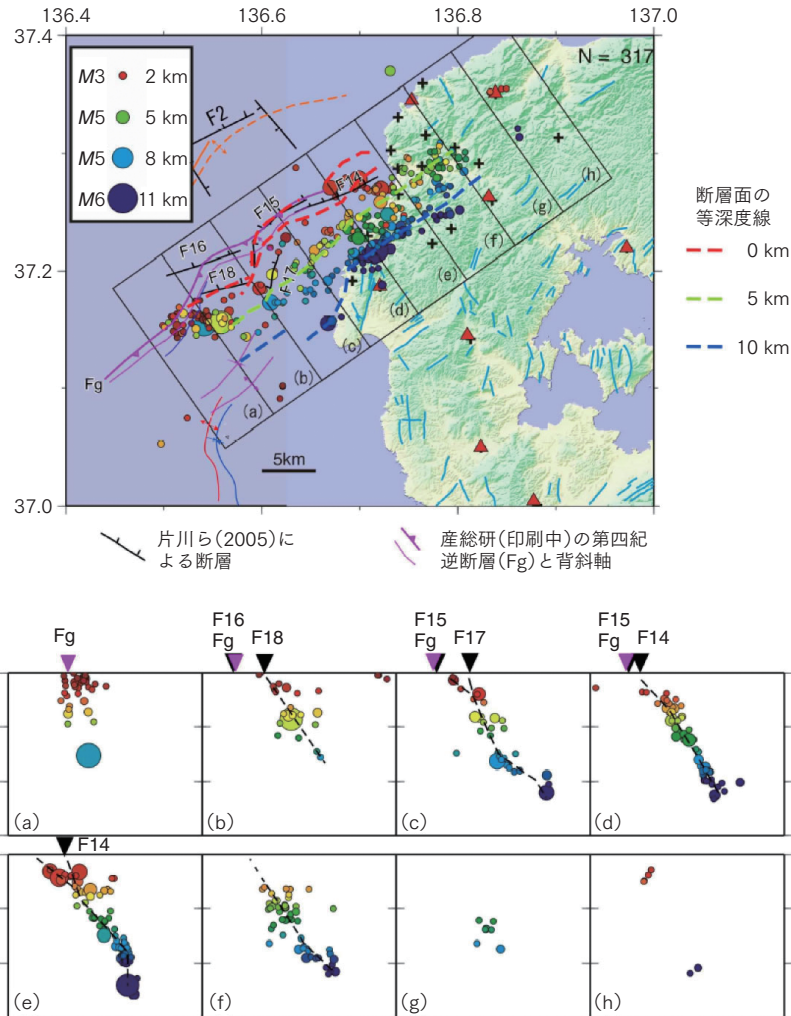 136.4 136.6 136.8 137.0
37.4
37.2
37.0
N = 317
M3 2 km
M5 5 km
M5 8 km
M6 11 km
F2
F14
F15
F16
F18
F17
Fg
(a)
(b)
(c)
(d)
(e)
(f)
(g)
(h)
5km
断層面の
等深度線
0 km
5 km
10 km
片川ら(2005)に
よる断層
産総研(印刷中)の第四紀
逆断層(Fg)と背斜軸
Fg
F16
Fg F18
F15
Fg F17
F15
Fg F14
(a)
(b)
(c)
(d)
F14
(e)
(f)
(g)
(h)